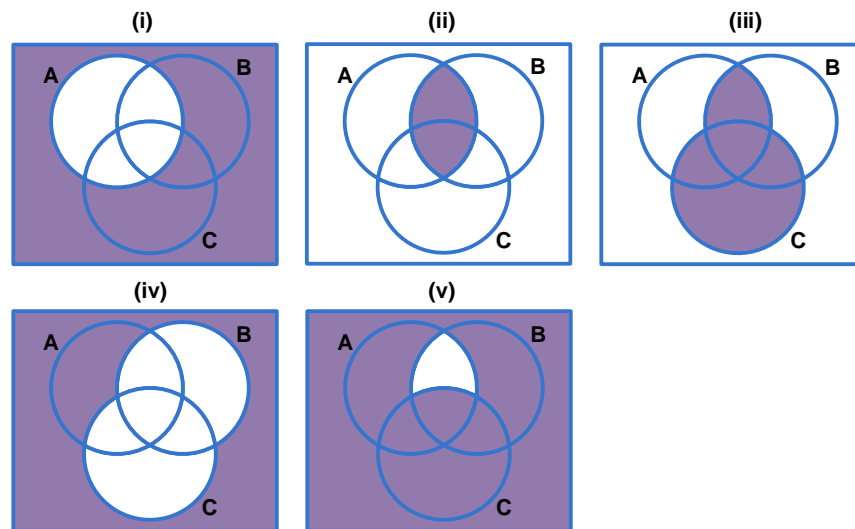 (i) (ii) (iii)
A B A B A B
C C C
(iv) (v)
A B A B
C C